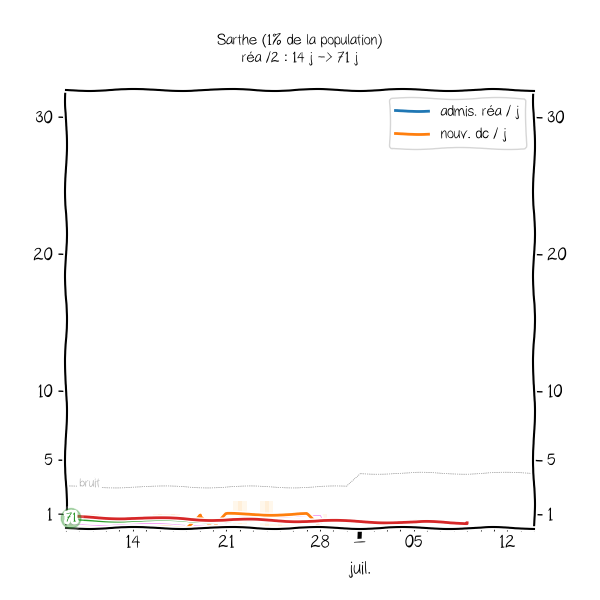 Sarthe (1% de la population)
réa /2 : 14 j -> 71 j
admis. réa / j
nouv. dc / j
30
30
20
20
10
10
5
5
bruit
1
71
1
14
21
28
1
05
12
juil.